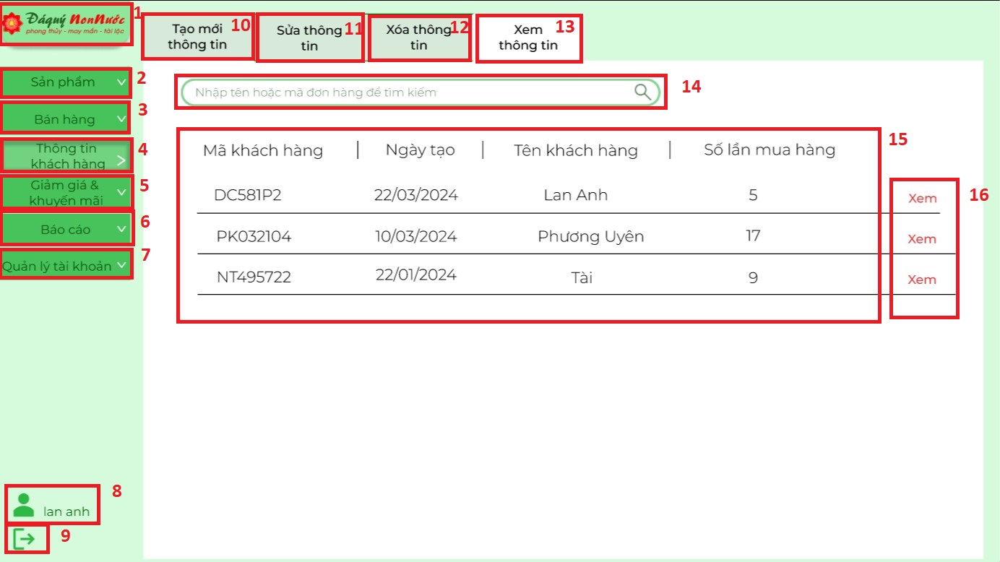 Đáquý NonNước
phong thủy - may mắn - tài lộc
1
Tạo mới
thông tin
10
Sửa thông
tin
11
Xóa thông
tin
12
Xem
thông tin
13
Sản phẩm
2
Bán hàng
3
Thông tin
khách hàng
4
Giảm giá &
khuyến mãi
5
Báo cáo
6
Quản lý tài khoản
7
Nhập tên hoặc mã đơn hàng để tìm kiếm
14
Mã khách hàng | Ngày tạo | Tên khách hàng | Số lần mua hàng
15
DC581P2 22/03/2024 Lan Anh 5 Xem
16
PK032104 10/03/2024 Phương Uyên 17 Xem
NT495722 22/01/2024 Tài 9 Xem
8
lan anh
9